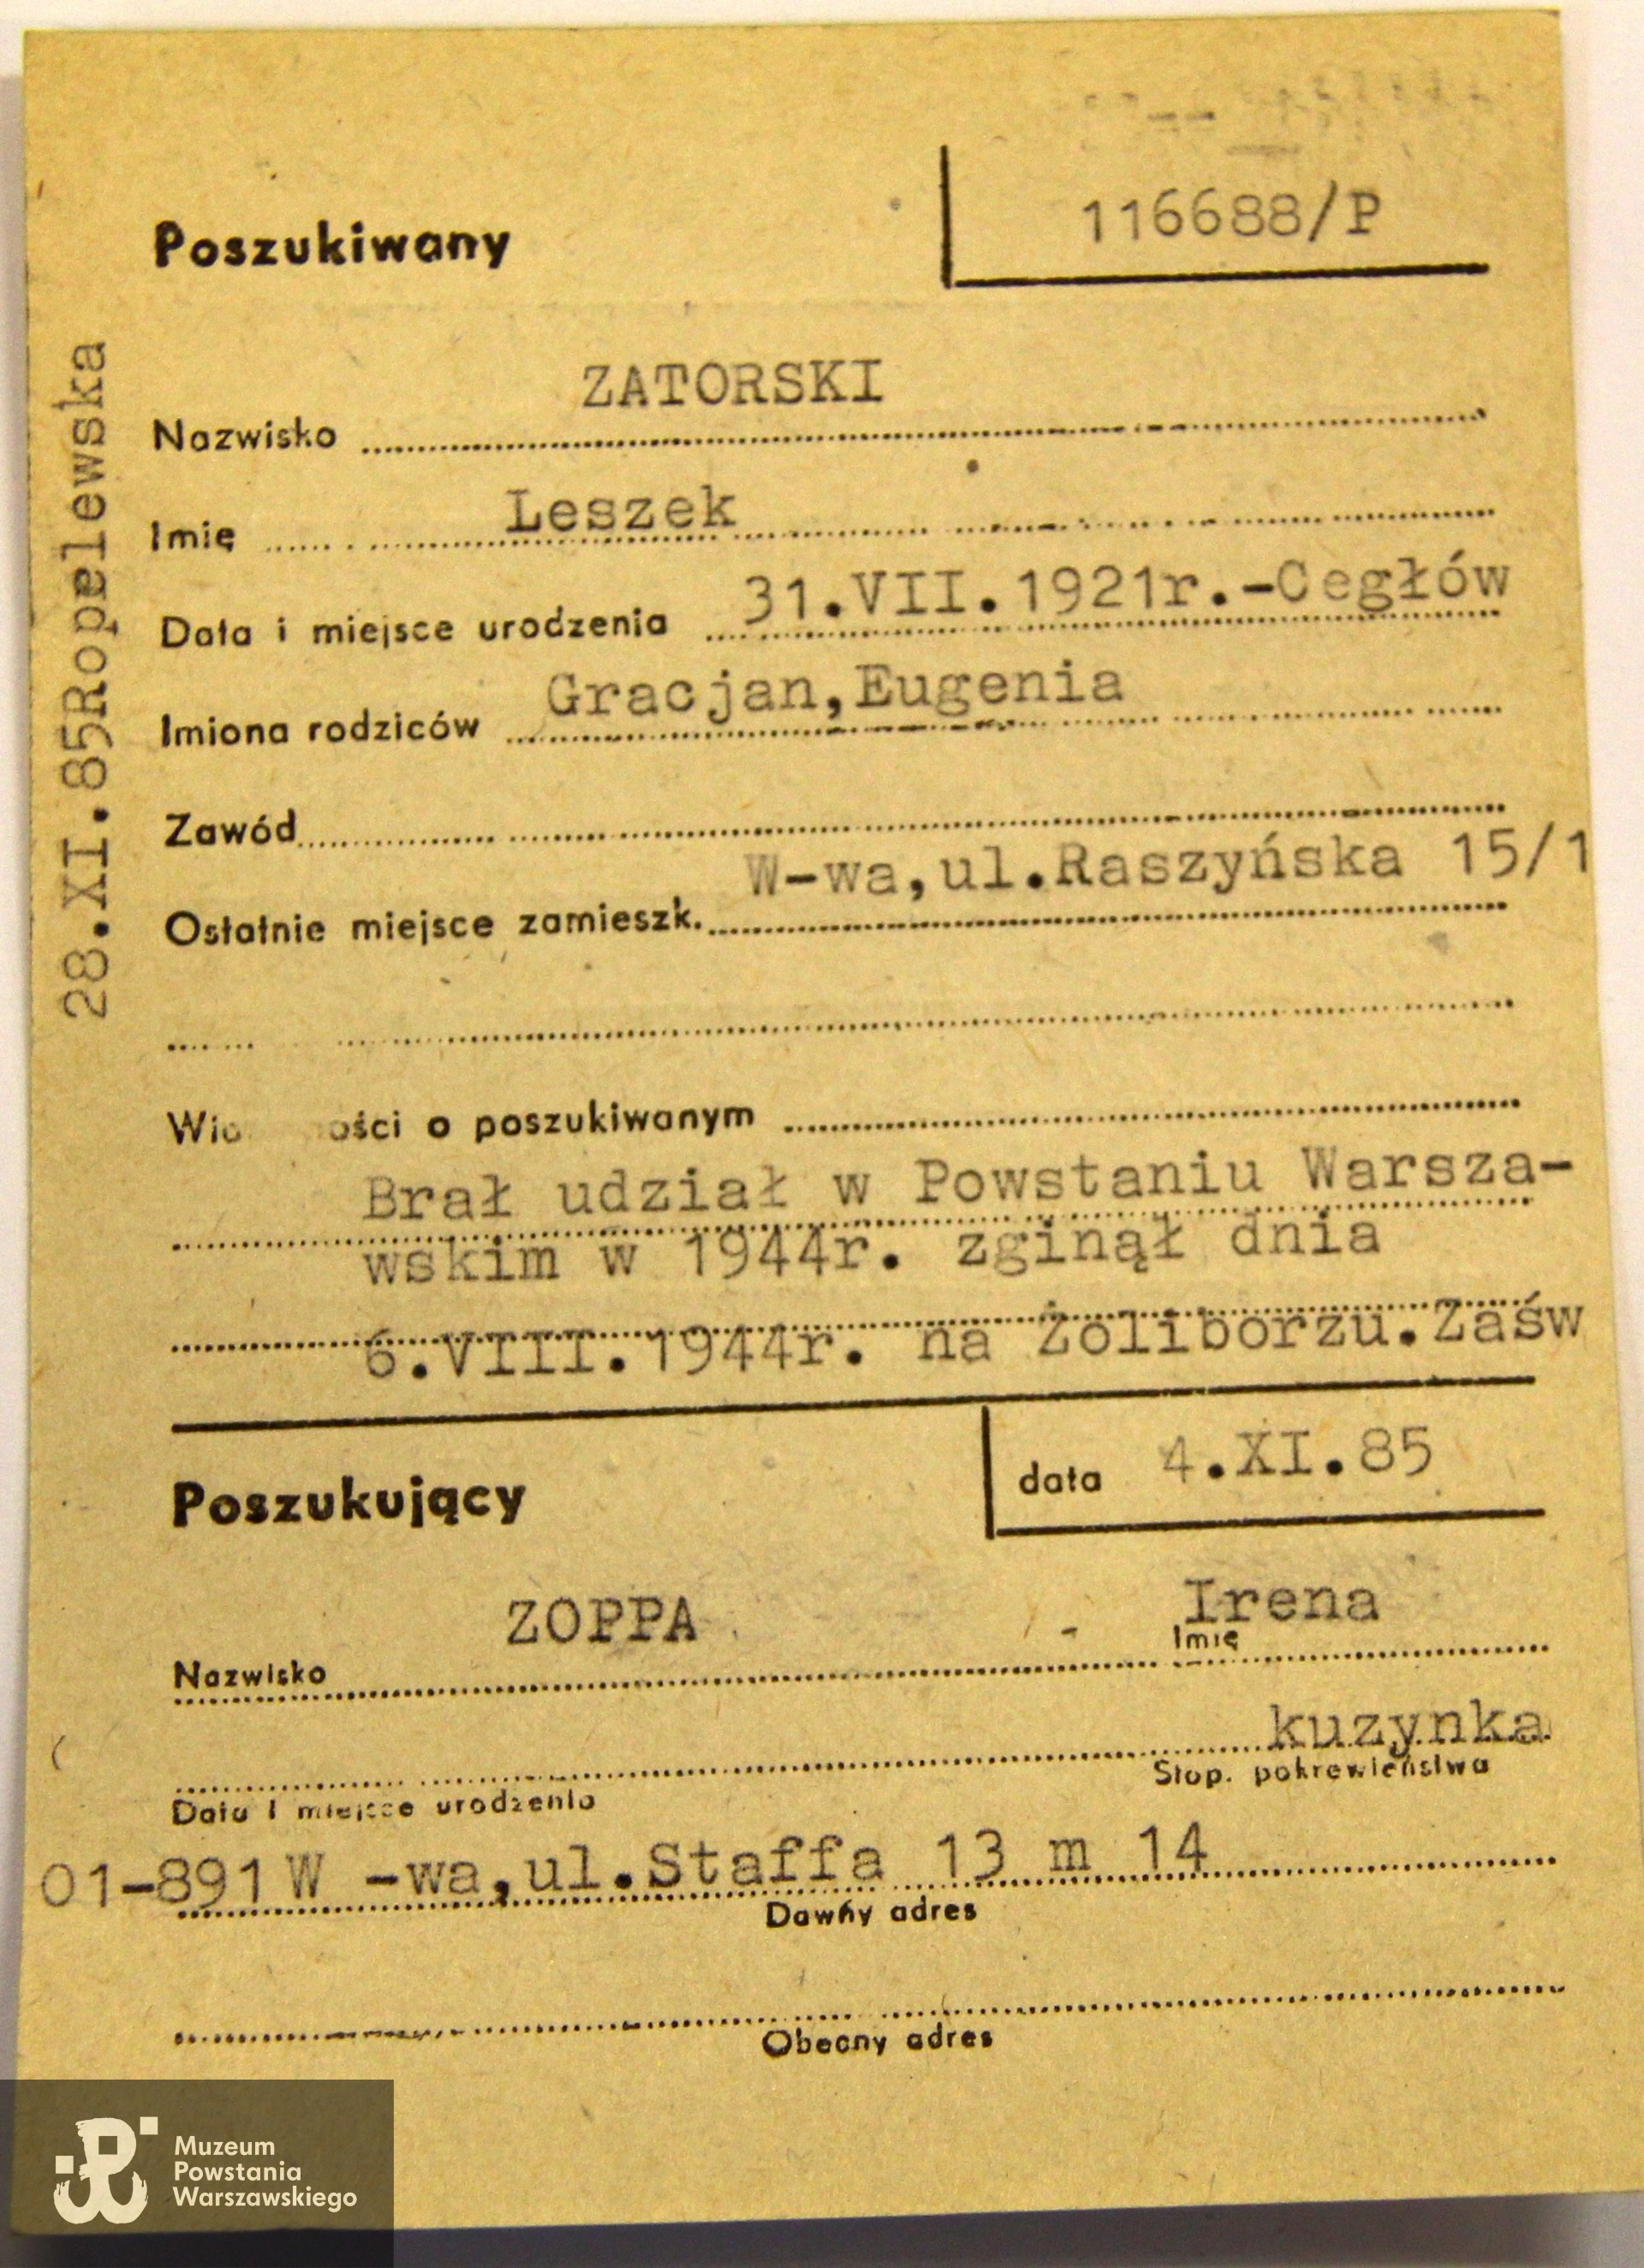 116688/P
Poszukiwany
ZATORSKI
Nazwisko
Imię Leszek
Data i miejsce urodzenia 31.VII.1921r.-Cegłów
Imiona rodziców Gracjan,Eugenia
Zawód
Ostatnie miejsce zamieszk. W-wa,ul.Raszyńska 15/1
28.XI.85Ropelewska
o poszukiwanym
Brał udział w Powstaniu Warsza-
wskim w 1944r. zginął dnia
6.VIII.1944r. na Żoliborzu.Zaśw
Poszukujący
data 4.XI.85
ZOPPA Irena
Nazwisko Imię
kuzynka
Data i miejsce urodzenia Stop. pokrewieństwa
01-891 W -wa,ul.Staffa 13 m 14
Dawny adres
Obecny adres
Muzeum
Powstania
Warszawskiego